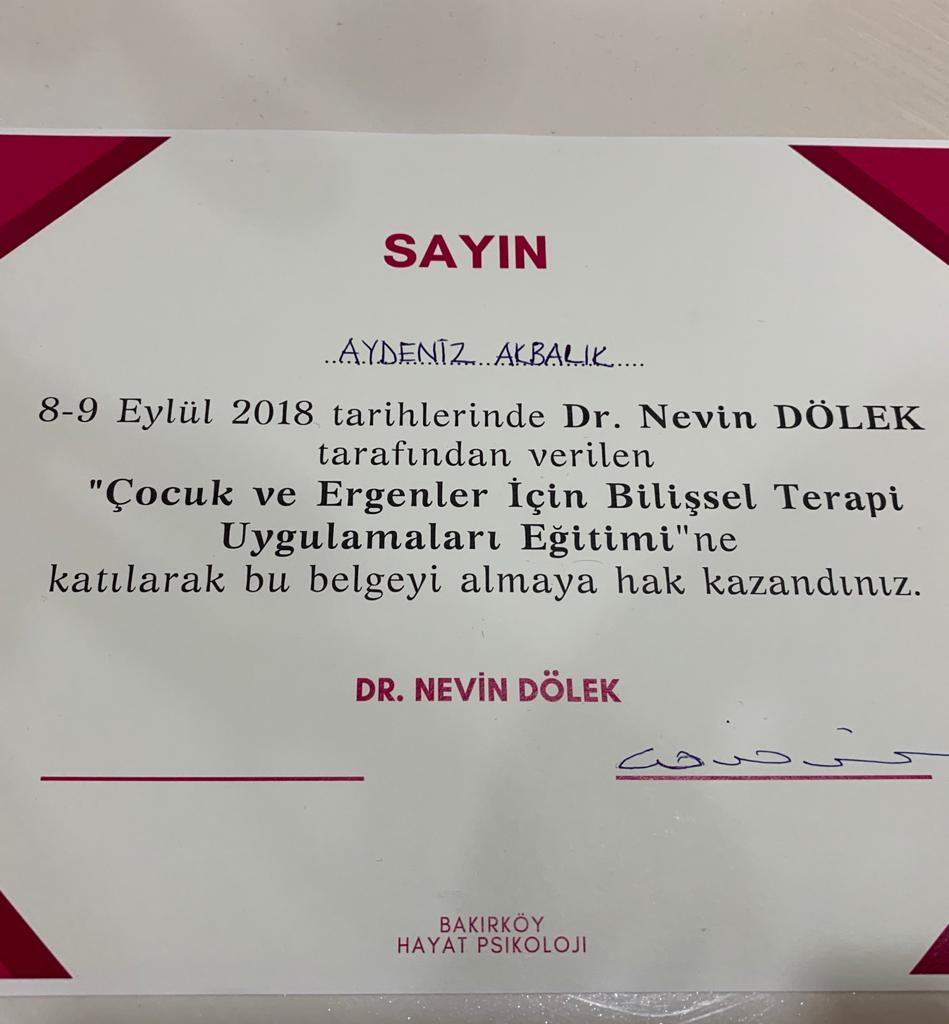 SAYIN
..AYDENİZ..AKBALIK....
8-9 Eylül 2018 tarihlerinde Dr. Nevin DÖLEK
tarafından verilen
"Çocuk ve Ergenler İçin Bilişsel Terapi
Uygulamaları Eğitimi"ne
katılarak bu belgeyi almaya hak kazandınız.
DR. NEVİN DÖLEK
BAKIRKÖY
HAYAT PSIKOLOJI